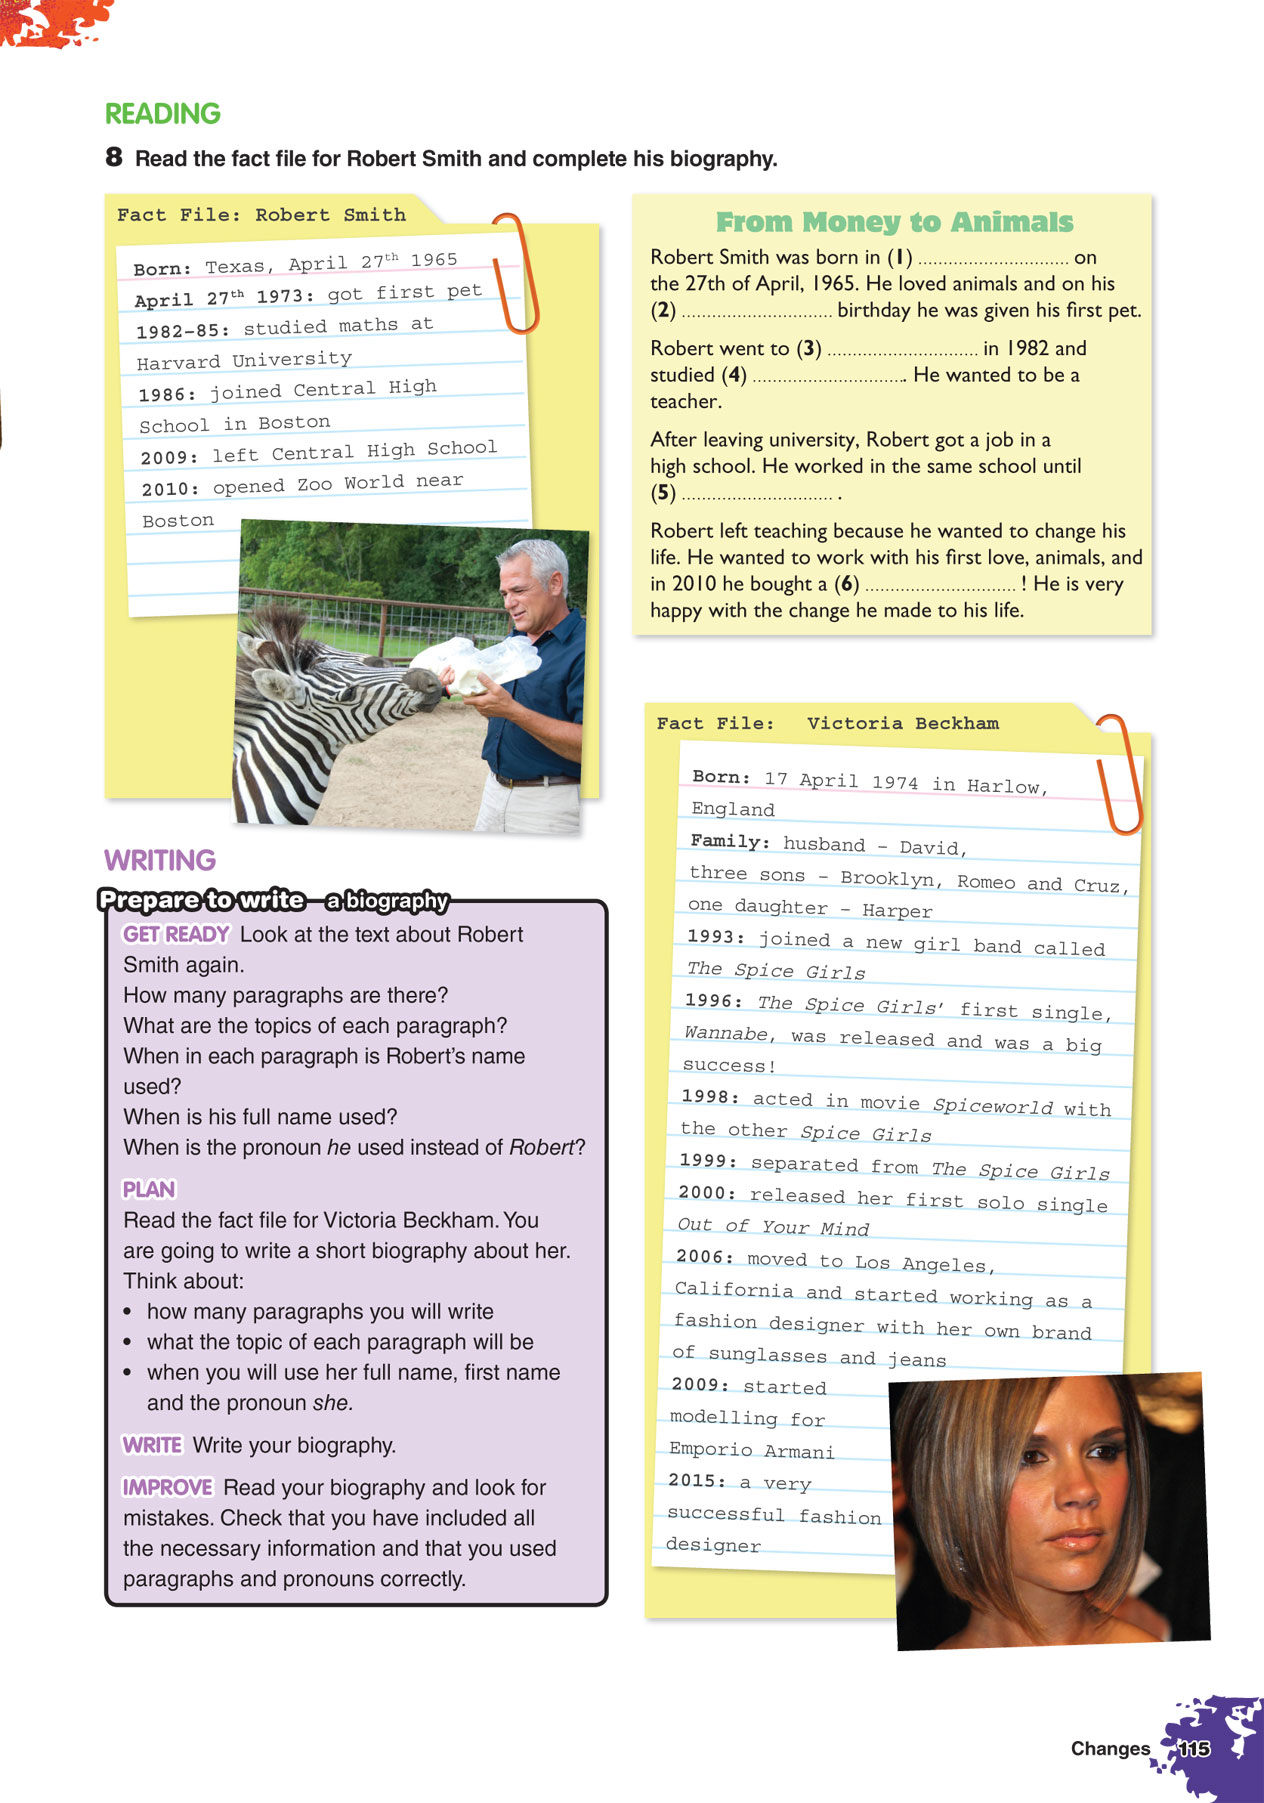 READING
8 Read the fact file for Robert Smith and complete his biography.
Fact File: Robert Smith
Born: Texas, April 27th 1965
April 27th 1973: got first pet
1982–85: studied maths at
Harvard University
1986: joined Central High
School in Boston
2009: left Central High School
2010: opened Zoo World near
Boston
From Money to Animals
Robert Smith was born in (1) .............................. on
the 27th of April, 1965. He loved animals and on his
(2) .............................. birthday he was given his first pet.
Robert went to (3) .............................. in 1982 and
studied (4) .............................. . He wanted to be a
teacher.
After leaving university, Robert got a job in a
high school. He worked in the same school until
(5) .............................. .
Robert left teaching because he wanted to change his
life. He wanted to work with his first love, animals, and
in 2010 he bought a (6) .............................. ! He is very
happy with the change he made to his life.
WRITING
Prepare to write a biography
GET READY Look at the text about Robert
Smith again.
How many paragraphs are there?
What are the topics of each paragraph?
When in each paragraph is Robert's name
used?
When is his full name used?
When is the pronoun he used instead of Robert?
PLAN
Read the fact file for Victoria Beckham. You
are going to write a short biography about her.
Think about:
• how many paragraphs you will write
• what the topic of each paragraph will be
• when you will use her full name, first name
and the pronoun she.
WRITE Write your biography.
IMPROVE Read your biography and look for
mistakes. Check that you have included all
the necessary information and that you used
paragraphs and pronouns correctly.
Fact File: Victoria Beckham
Born: 17 April 1974 in Harlow,
England
Family: husband – David,
three sons – Brooklyn, Romeo and Cruz,
one daughter – Harper
1993: joined a new girl band called
The Spice Girls
1996: The Spice Girls' first single,
Wannabe, was released and was a big
success!
1998: acted in movie Spiceworld with
the other Spice Girls
1999: separated from The Spice Girls
2000: released her first solo single
Out of Your Mind
2006: moved to Los Angeles,
California and started working as a
fashion designer with her own brand
of sunglasses and jeans
2009: started
modelling for
Emporio Armani
2015: a very
successful fashion
designer
Changes 115